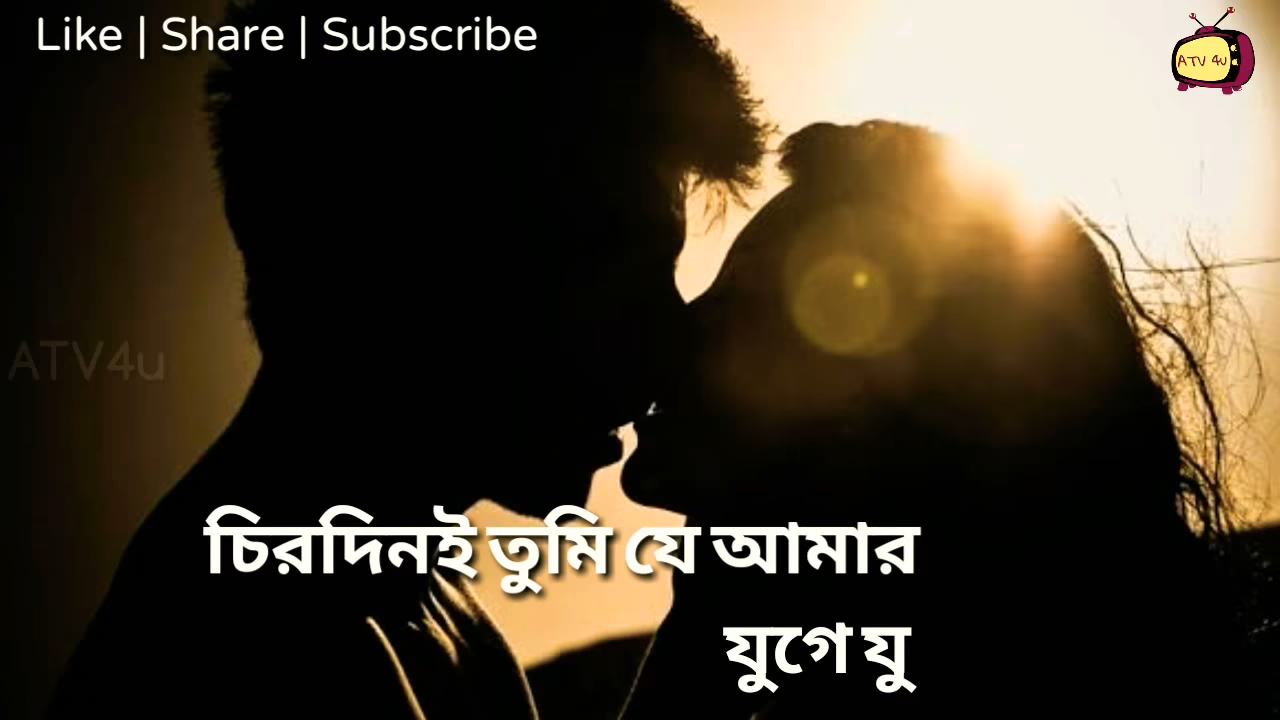 Like | Share | Subscribe
ATV 4u
ATV4u
চিরদিনই তুমি যে আমার
যুগে যু